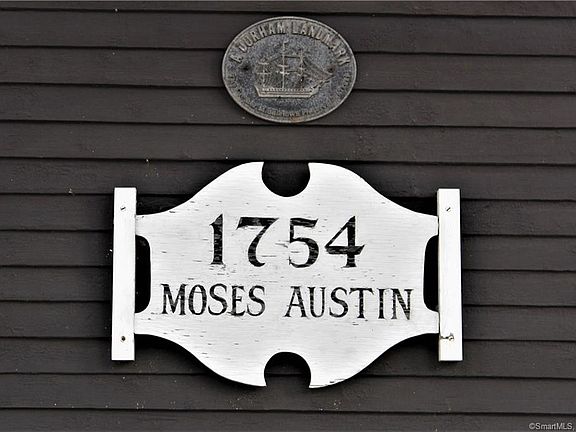 A DURHAM LANDMARK
1754
MOSES AUSTIN
©SmartMLS,